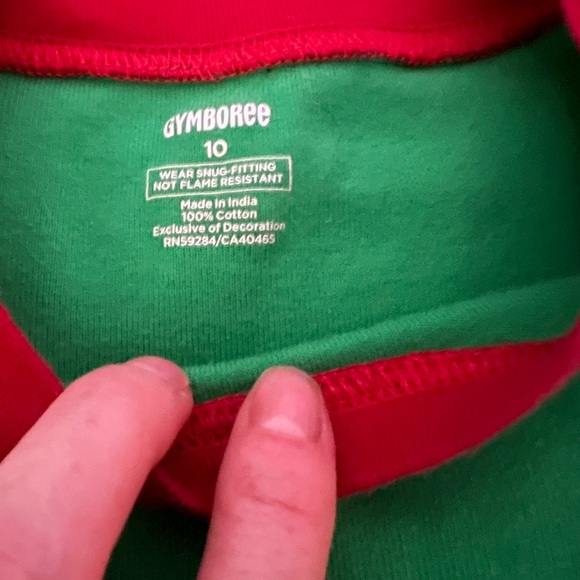 GYMBOREE
10
WEAR SNUG-FITTING
NOT FLAME RESISTANT
Made in India
100% Cotton
Exclusive of Decoration
RN59284/CA40465